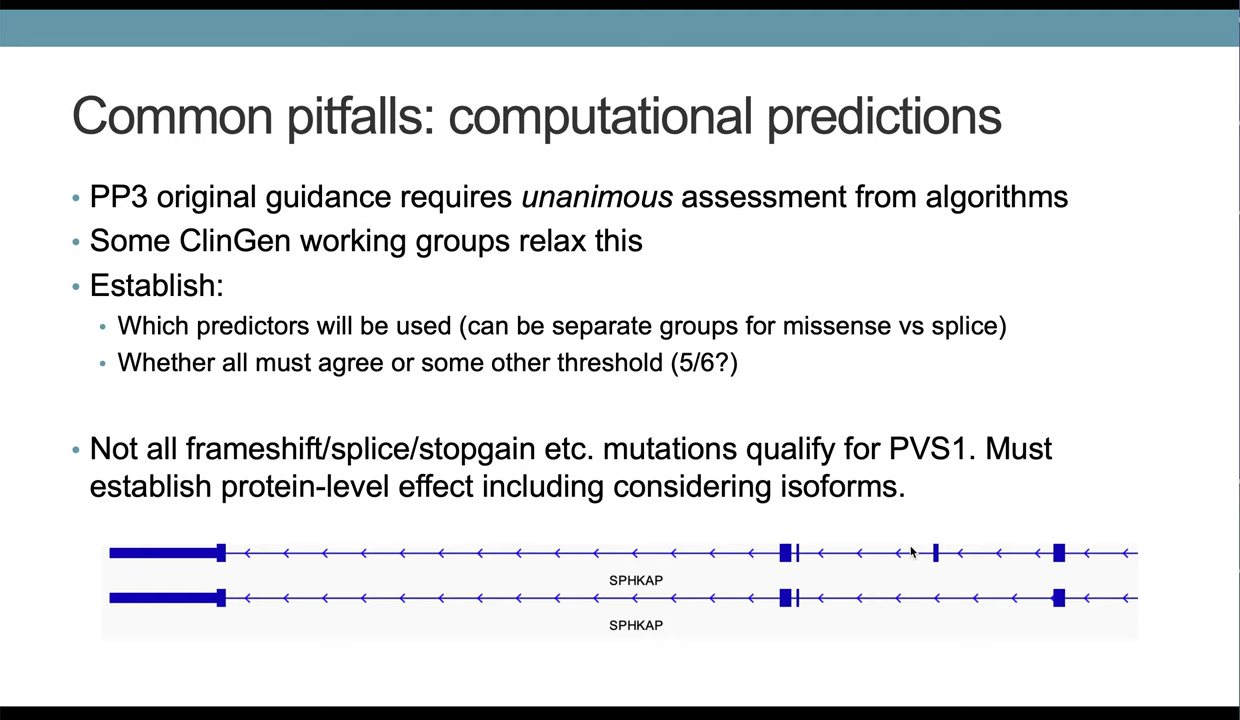 Common pitfalls: computational predictions
• PP3 original guidance requires unanimous assessment from algorithms
• Some ClinGen working groups relax this
• Establish:
• Which predictors will be used (can be separate groups for missense vs splice)
• Whether all must agree or some other threshold (5/6?)
• Not all frameshift/splice/stopgain etc. mutations qualify for PVS1. Must
establish protein-level effect including considering isoforms.
SPHKAP
SPHKAP